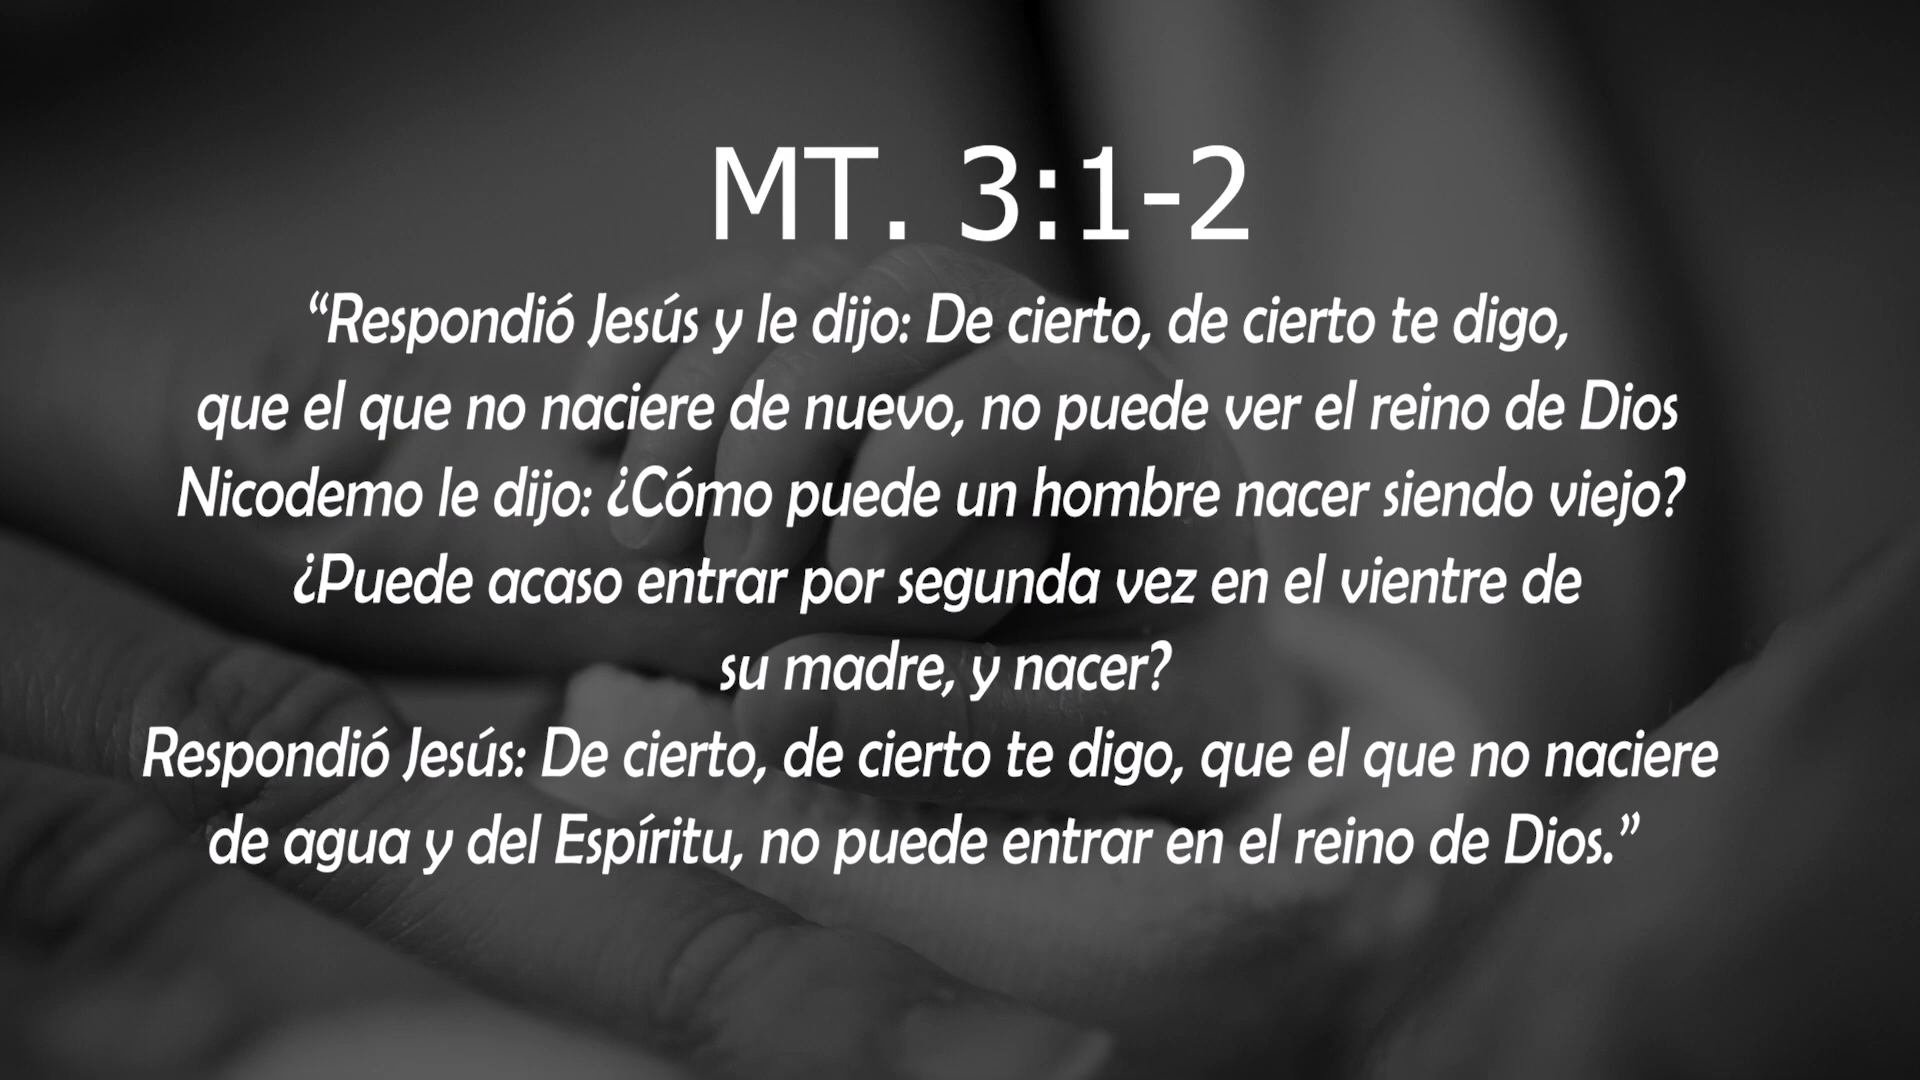 MT. 3:1-2
“Respondió Jesús y le dijo: De cierto, de cierto te digo,
que el que no naciere de nuevo, no puede ver el reino de Dios
Nicodemo le dijo: ¿Cómo puede un hombre nacer siendo viejo?
¿Puede acaso entrar por segunda vez en el vientre de
su madre, y nacer?
Respondió Jesús: De cierto, de cierto te digo, que el que no naciere
de agua y del Espíritu, no puede entrar en el reino de Dios.”